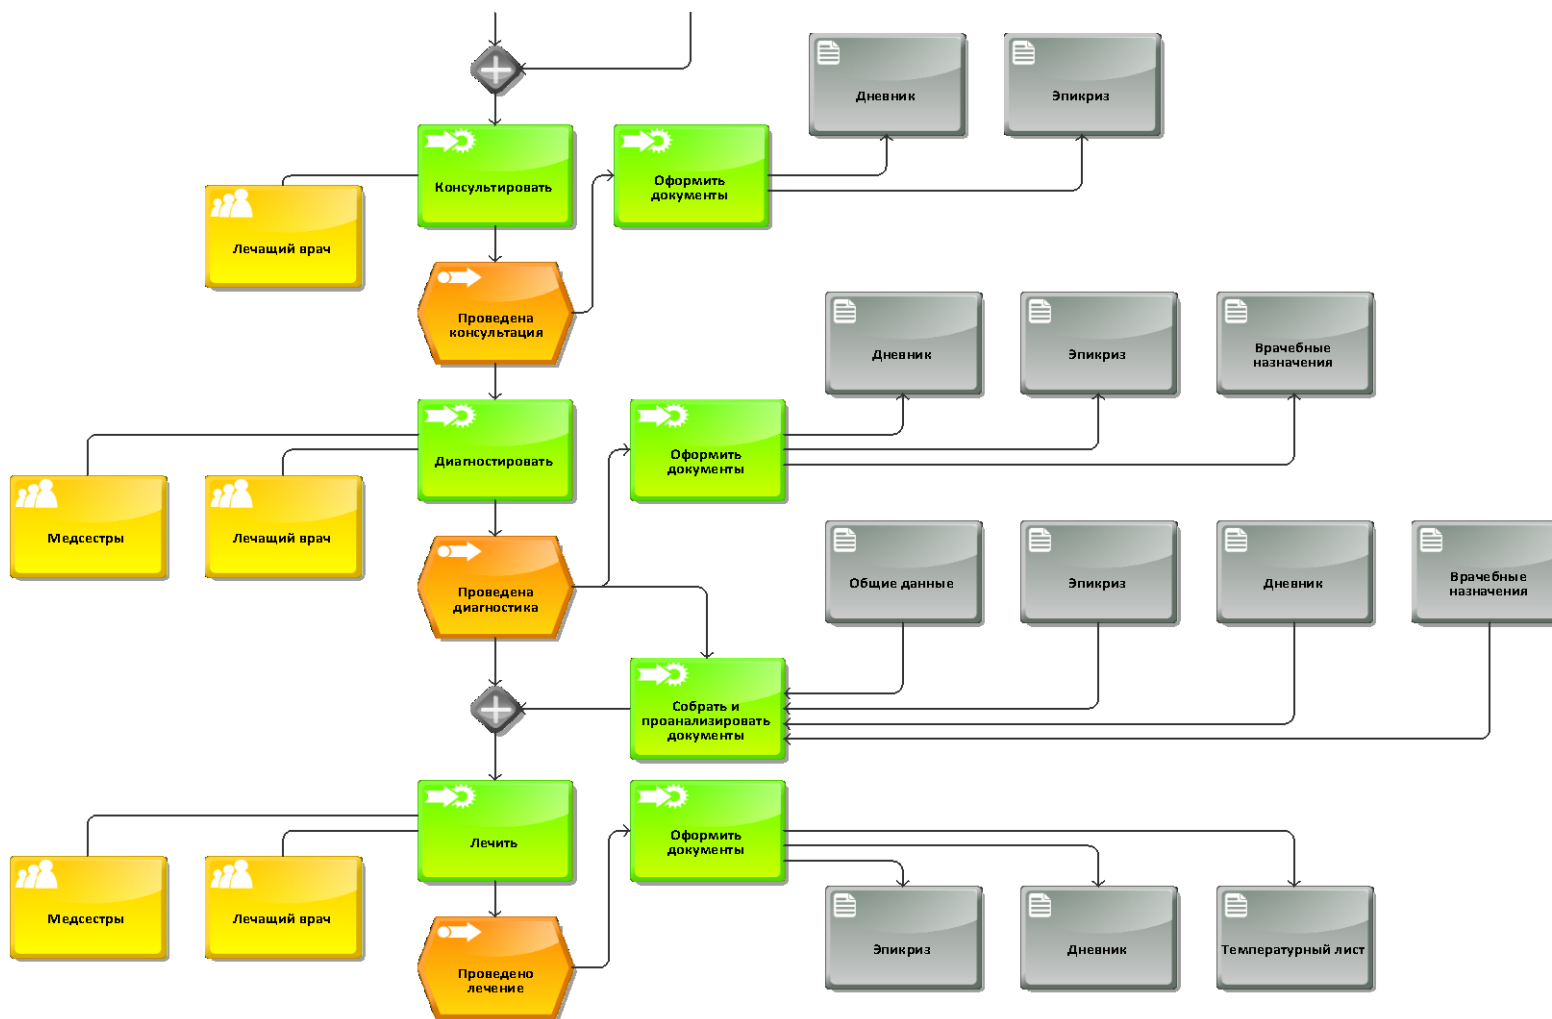 Дневник
Эпикриз
Консультировать
Оформить
документы
Лечащий врач
Проведена
консультация
Дневник
Эпикриз
Врачебные
назначения
Диагностировать
Оформить
документы
Медсестры
Лечащий врач
Проведена
диагностика
Общие данные
Эпикриз
Дневник
Врачебные
назначения
Собрать и
проанализировать
документы
Лечить
Оформить
документы
Медсестры
Лечащий врач
Проведено
лечение
Эпикриз
Дневник
Температурный лист